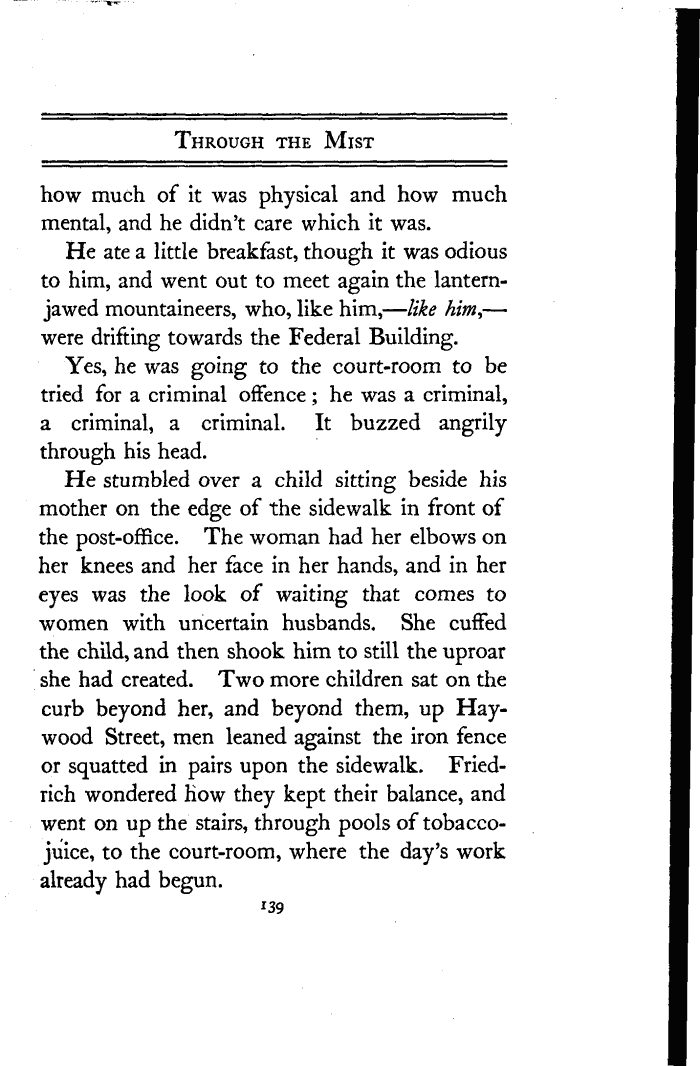 Through the Mist
how much of it was physical and how much
mental, and he didn't care which it was.
He ate a little breakfast, though it was odious
to him, and went out to meet again the lantern-
jawed mountaineers, who, like him,—like him,—
were drifting towards the Federal Building.
Yes, he was going to the court-room to be
tried for a criminal offence ; he was a criminal,
a criminal, a criminal. It buzzed angrily
through his head.
He stumbled over a child sitting beside his
mother on the edge of the sidewalk in front of
the post-office. The woman had her elbows on
her knees and her face in her hands, and in her
eyes was the look of waiting that comes to
women with uncertain husbands. She cuffed
the child, and then shook him to still the uproar
she had created. Two more children sat on the
curb beyond her, and beyond them, up Hay-
wood Street, men leaned against the iron fence
or squatted in pairs upon the sidewalk. Fried-
rich wondered how they kept their balance, and
went on up the stairs, through pools of tobacco-
juice, to the court-room, where the day's work
already had begun.
139